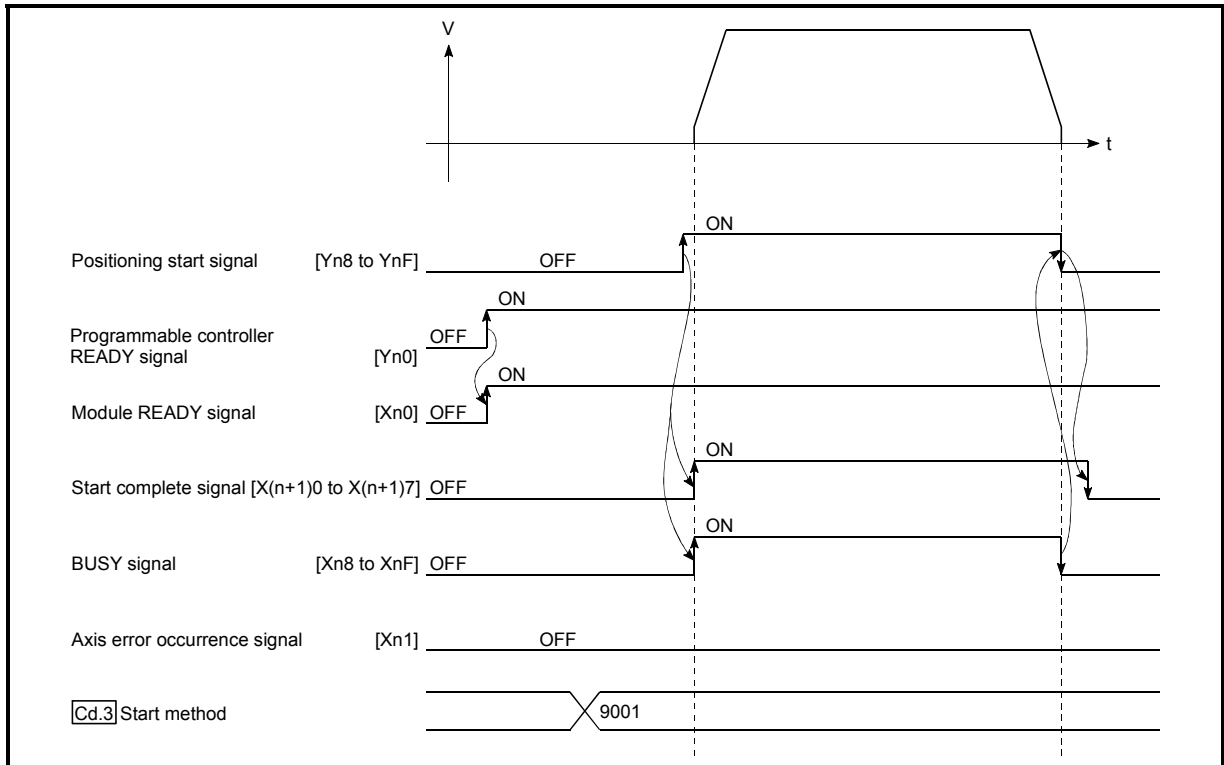 V
t
ON
Positioning start signal [Yn8 to YnF] OFF
ON
Programmable controller
READY signal [Yn0] OFF
ON
Module READY signal [Xn0] OFF
ON
Start complete signal [X(n+1)0 to X(n+1)7] OFF
ON
BUSY signal [Xn8 to XnF] OFF
Axis error occurrence signal [Xn1] OFF
Cd.3 Start method 9001